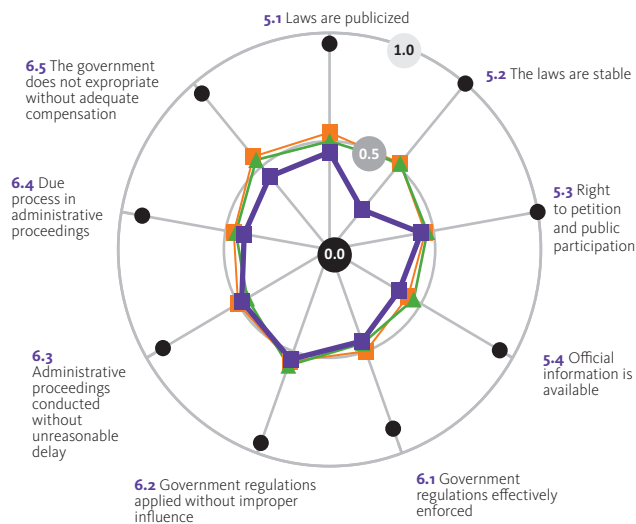 5.1 Laws are publicized
1.0
5.2 The laws are stable
0.5
5.3 Right
to petition
and public
participation
0.0
5.4 Official
information is
available
6.1 Government
regulations effectively
enforced
6.2 Government regulations
applied without improper
influence
6.3
Administrative
proceedings
conducted
without
unreasonable
delay
6.4 Due
process in
administrative
proceedings
6.5 The government
does not expropriate
without adequate
compensation